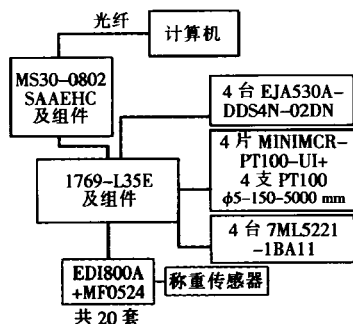 光纤
计算机
MS30-0802
SAAEHC
及组件
4 台 EJA530A-
DDS4N-02DN
4 片 MINIMCR-
PT100-UI+
4 支 PT100
φ5-150-5000 mm
1769-L35E
及组件
4 台 7ML5221
-1BA11
EDI800A
+MF0524
称重传感器
共 20 套